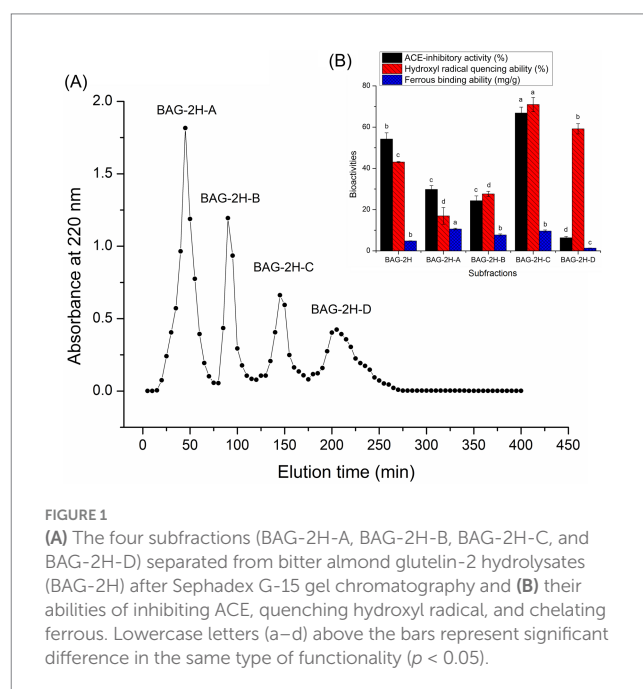 (A)
BAG-2H-A
BAG-2H-B
BAG-2H-C
BAG-2H-D
2.0
1.5
1.0
0.5
0.0
Absorbance at 220 nm
0 50 100 150 200 250 300 350 400 450
Elution time (min)
(B)
ACE-inhibitory activity (%)
Hydroxyl radical quencing ability (%)
Ferrous binding ability (mg/g)
80
60
40
20
0
Bioactivities
b c b
c d a
c d b
a a b
d b c
BAG-2H BAG-2H-A BAG-2H-B BAG-2H-C BAG-2H-D
Subfractions
FIGURE 1
(A) The four subfractions (BAG-2H-A, BAG-2H-B, BAG-2H-C, and
BAG-2H-D) separated from bitter almond glutelin-2 hydrolysates
(BAG-2H) after Sephadex G-15 gel chromatography and (B) their
abilities of inhibiting ACE, quenching hydroxyl radical, and chelating
ferrous. Lowercase letters (a–d) above the bars represent significant
difference in the same type of functionality (p < 0.05).